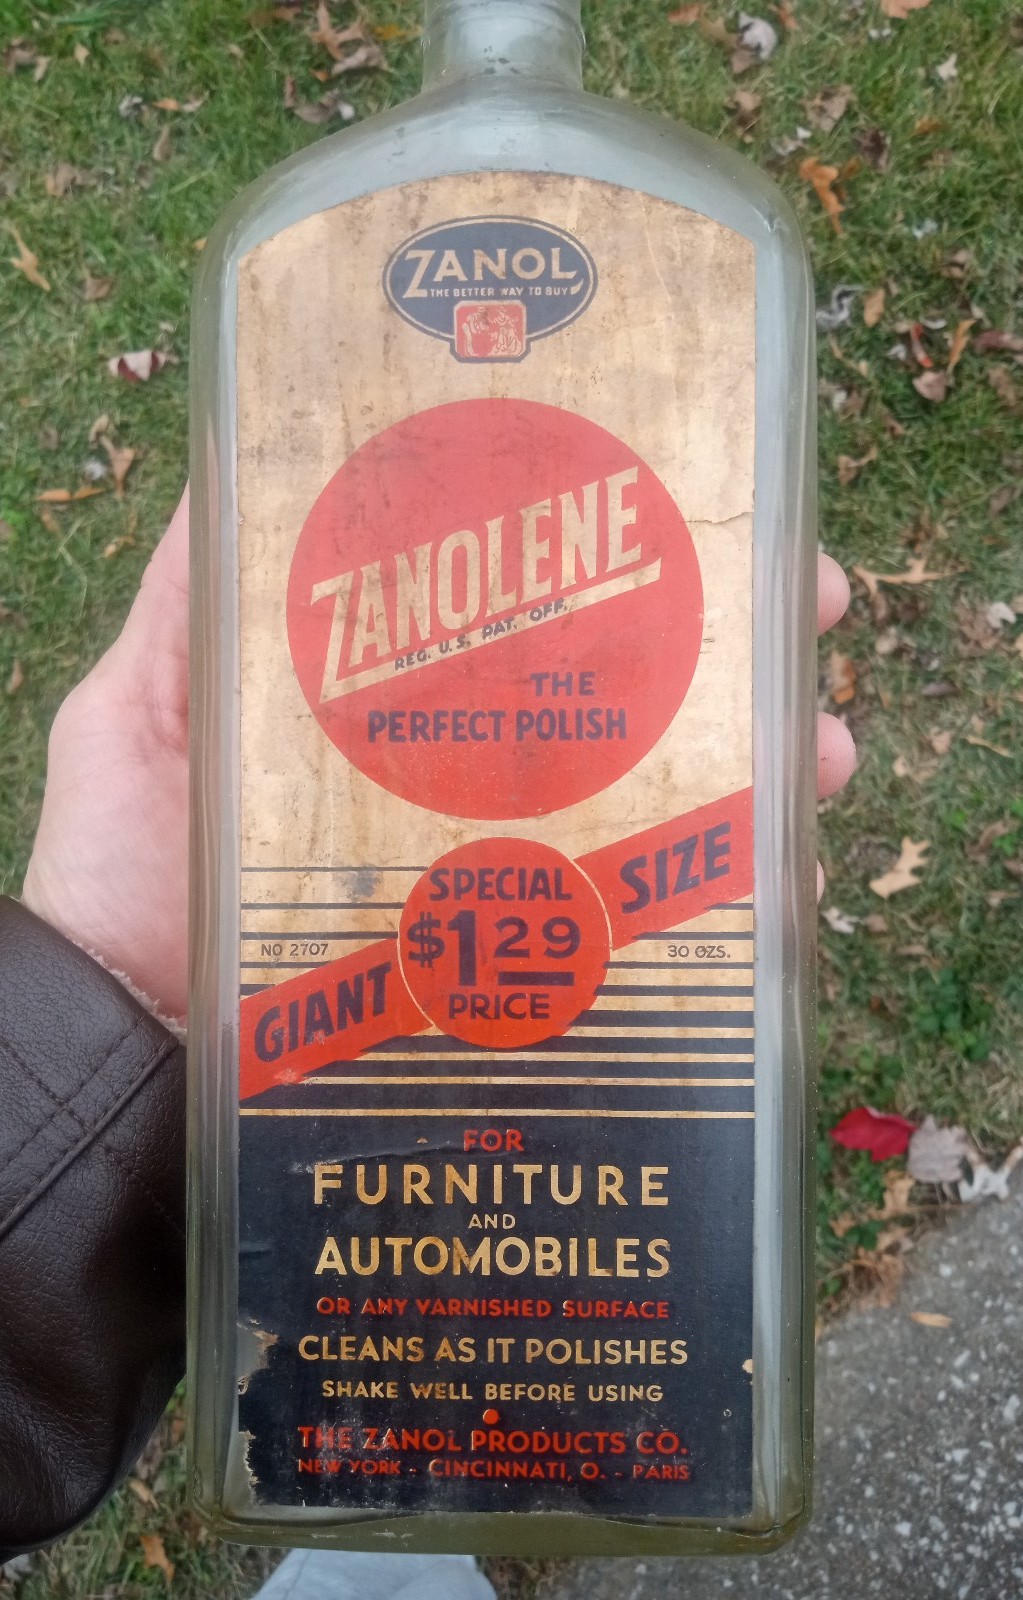 ZANOL
THE BETTER WAY TO BUY
ZANOLENE
REG. U.S. PAT. OFF.
THE
PERFECT POLISH
GIANT SIZE
SPECIAL
$1 29
PRICE
NO 2707
30 OZS.
FOR
FURNITURE
AND
AUTOMOBILES
OR ANY VARNISHED SURFACE
CLEANS AS IT POLISHES
SHAKE WELL BEFORE USING
THE ZANOL PRODUCTS CO.
NEW YORK - CINCINNATI, O. - PARIS